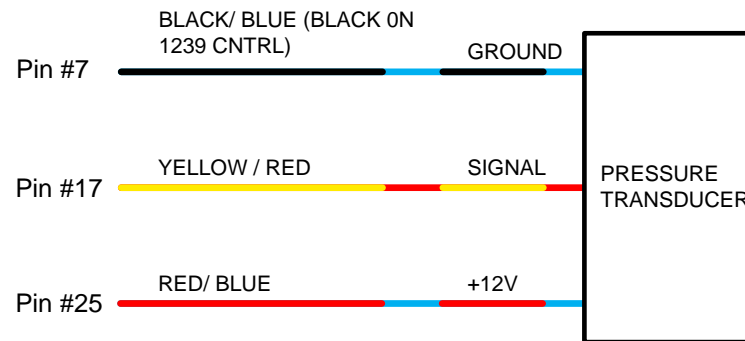 BLACK/ BLUE (BLACK 0N
1239 CNTRL)
GROUND
Pin #7
YELLOW / RED
SIGNAL
Pin #17
PRESSURE
TRANSDUCER
RED/ BLUE
+12V
Pin #25